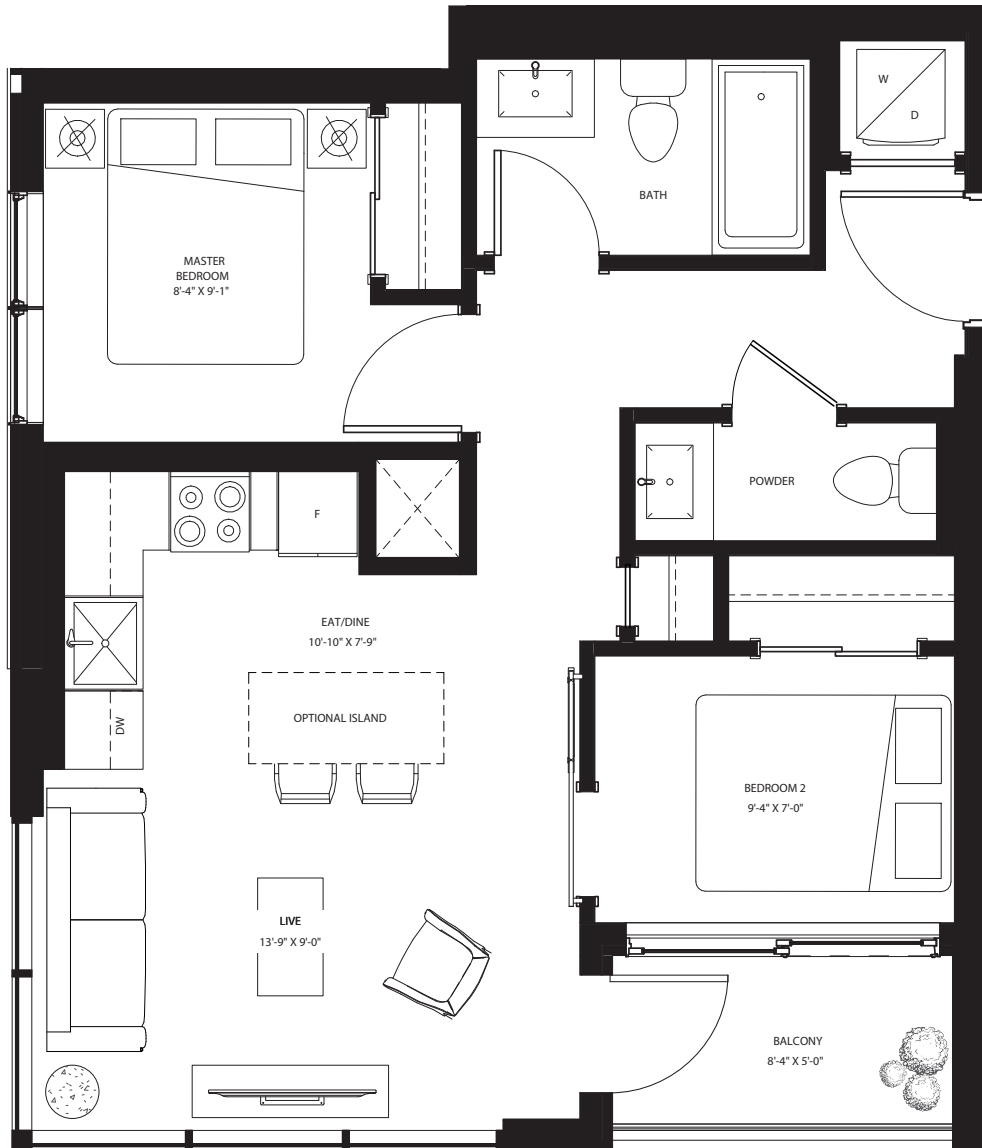 W
D
BATH
MASTER
BEDROOM
8'-4" X 9'-1"
POWDER
F
EAT/DINE
10'-10" X 7'-9"
OPTIONAL ISLAND
DW
BEDROOM 2
9'-4" X 7'-0"
LIVE
13'-9" X 9'-0"
BALCONY
8'-4" X 5'-0"